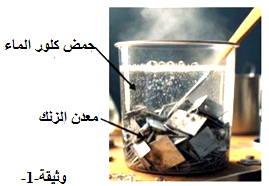 حمض كلور الماء
معدن الزنك
وثيقة-1-